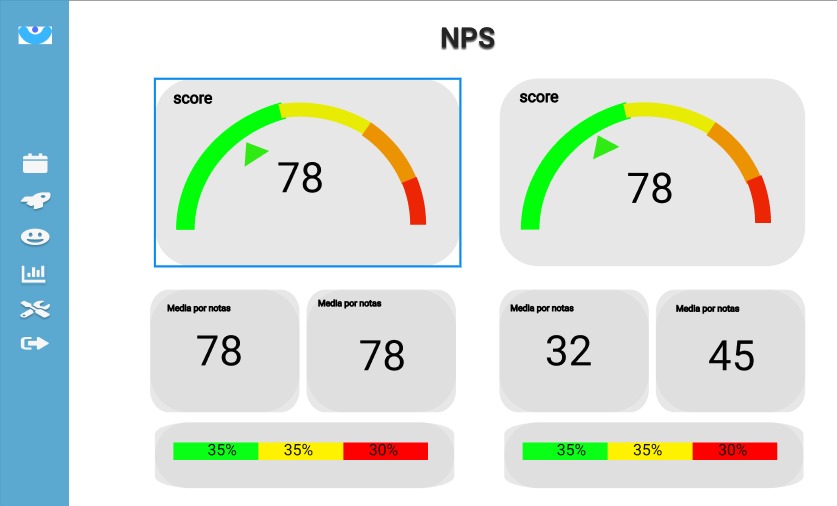 NPS
score
78
score
78
Media por notas
78
Media por notas
78
Media por notas
32
Media por notas
45
35% 35% 30%
35% 35% 30%